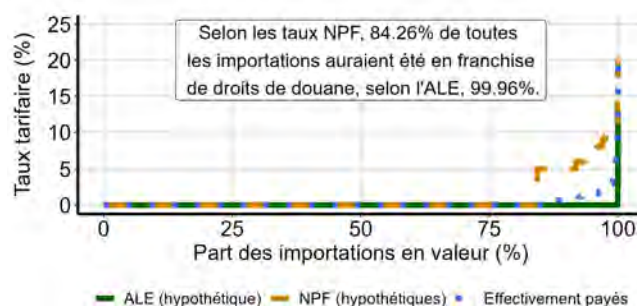 25
20
15
10
5
0
Taux tarifaire (%)
Selon les taux NPF, 84.26% de toutes
les importations auraient été en franchise
de droits de douane, selon l'ALE, 99.96%.
0 25 50 75 100
Part des importations en valeur (%)
ALE (hypothétique) NPF (hypothétiques) Effectivement payés